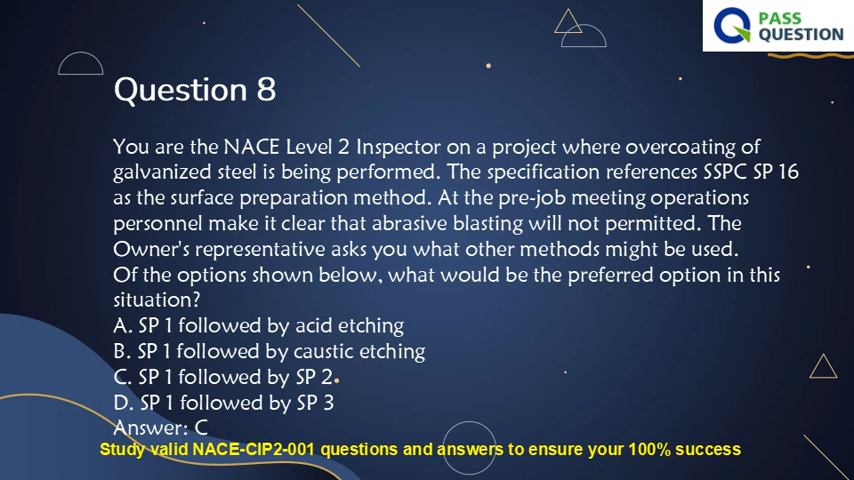 PASS
QUESTION
Question 8
You are the NACE Level 2 Inspector on a project where overcoating of
galvanized steel is being performed. The specification references SSPC SP 16
as the surface preparation method. At the pre-job meeting operations
personnel make it clear that abrasive blasting will not permitted. The
Owner's representative asks you what other methods might be used.
Of the options shown below, what would be the preferred option in this
situation?
A. SP 1 followed by acid etching
B. SP 1 followed by caustic etching
C. SP 1 followed by SP 2
D. SP 1 followed by SP 3
Answer: C
Study valid NACE-CIP2-001 questions and answers to ensure your 100% success